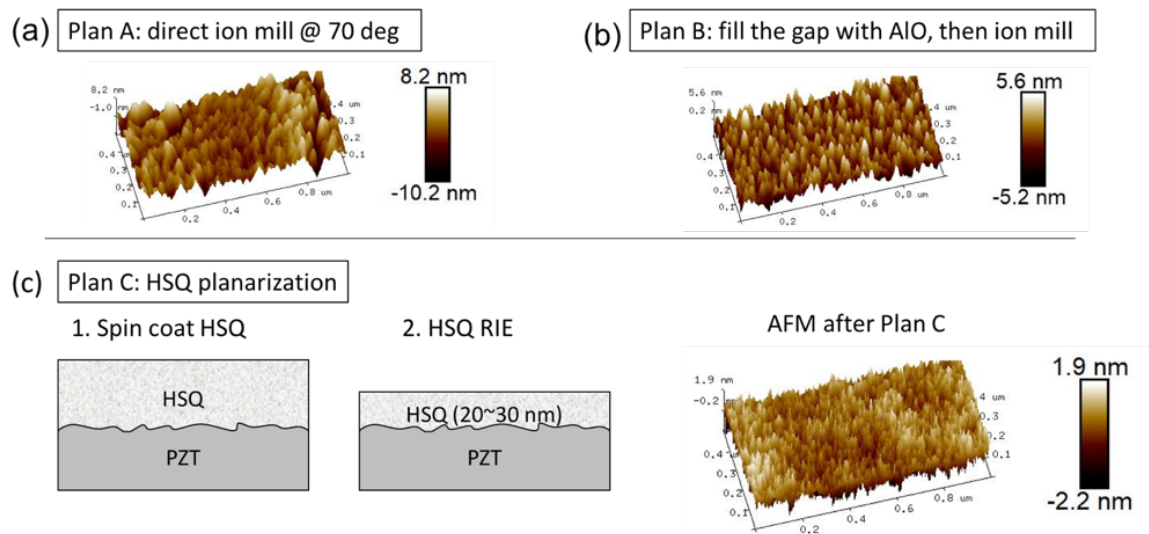 (a) Plan A: direct ion mill @ 70 deg
8.2 nm
-1.0 nm
.4 um
0.3
0.2
0.1
0.4
0.3
0.2
0.1
0.2
0.4
0.6
0.8 um
8.2 nm
-10.2 nm
(b) Plan B: fill the gap with AlO, then ion mill
5.6 nm
0.2 nm
.4 um
0.3
0.2
0.1
0.4
0.3
0.2
0.1
0.2
0.4
0.6
0.8 um
5.6 nm
-5.2 nm
(c) Plan C: HSQ planarization
1. Spin coat HSQ
HSQ
PZT
2. HSQ RIE
HSQ (20~30 nm)
PZT
AFM after Plan C
1.9 nm
-0.2 nm
4 um
0.3
0.2
0.1
0.4
0.3
0.2
0.1
0.2
0.4
0.6
0.8 um
1.9 nm
-2.2 nm